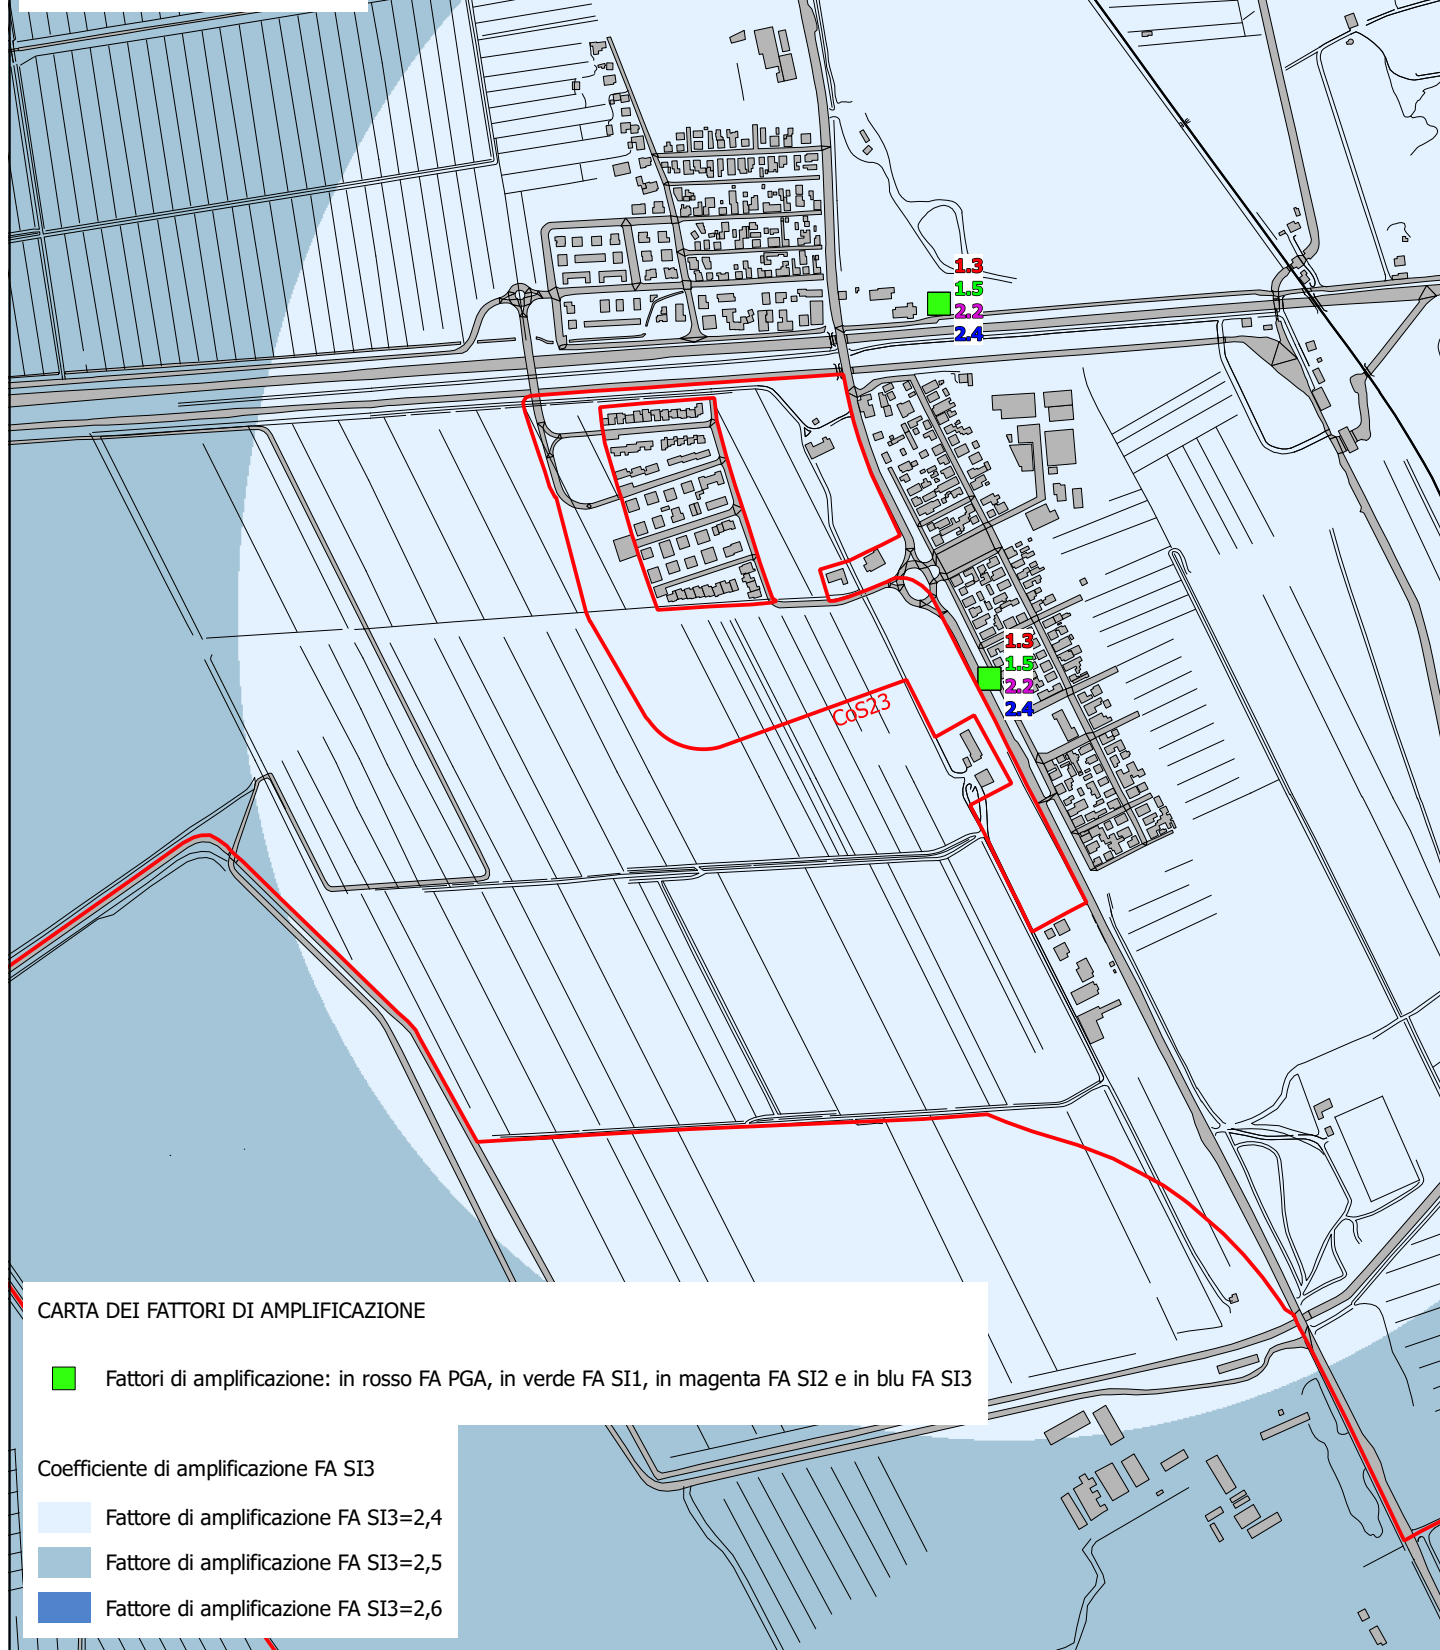 1.3
1.5
2.2
2.4
1.3
1.5
2.2
2.4
CoS23
CARTA DEI FATTORI DI AMPLIFICAZIONE
Fattori di amplificazione: in rosso FA PGA, in verde FA SI1, in magenta FA SI2 e in blu FA SI3
Coefficiente di amplificazione FA SI3
Fattore di amplificazione FA SI3=2,4
Fattore di amplificazione FA SI3=2,5
Fattore di amplificazione FA SI3=2,6